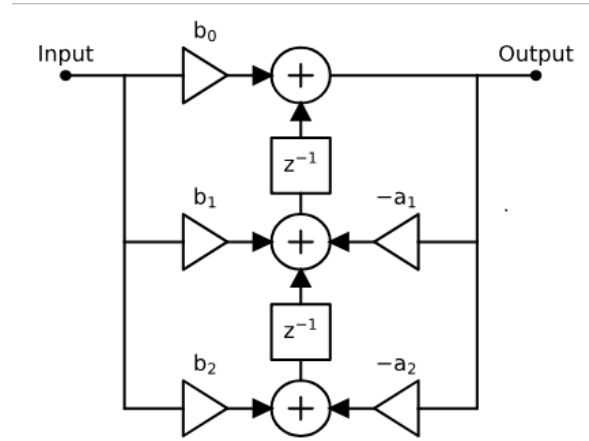 b₀
Input
Output
+
z⁻¹
b₁
−a₁
+
z⁻¹
b₂
−a₂
+